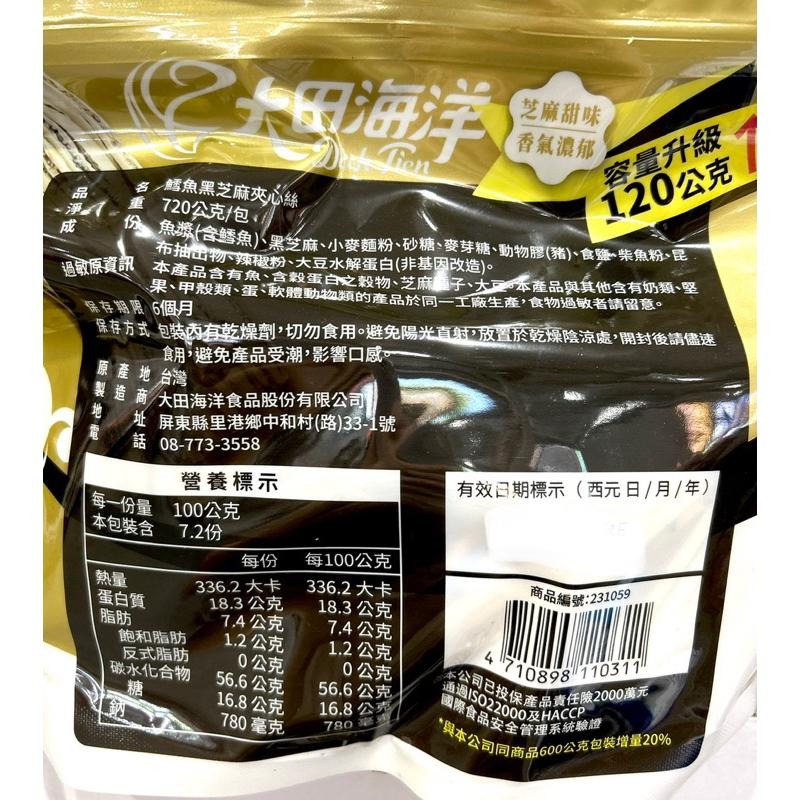 大田海洋
Dah Tien
芝麻甜味
香氣濃郁
容量升級
120公克
品名 鱈魚黑芝麻夾心絲
淨重 720公克/包
成份 魚漿(含鱈魚)、黑芝麻、小麥麵粉、砂糖、麥芽糖、動物膠(豬)、食鹽、柴魚粉、昆
布抽出物、辣椒粉、大豆水解蛋白(非基因改造)。
過敏原資訊 本產品含有魚、含麩蛋白之穀物、芝麻種子、大豆。本產品與其他含有奶類、堅
果、甲殼類、蛋、軟體動物類的產品於同一工廠生產,食物過敏者請留意。
保存期限 6個月
保存方式 包裝內有乾燥劑,切勿食用。避免陽光直射,放置於乾燥陰涼處,開封後請儘速
食用,避免產品受潮,影響口感。
原產地 台灣
製造商 大田海洋食品股份有限公司
地址 屏東縣里港鄉中和村(路)33-1號
電話 08-773-3558
營養標示
每一份量 100公克
本包裝含 7.2份
每份 每100公克
熱量 336.2 大卡 336.2 大卡
蛋白質 18.3 公克 18.3 公克
脂肪 7.4 公克 7.4 公克
飽和脂肪 1.2 公克 1.2 公克
反式脂肪 0 公克 0 公克
碳水化合物 56.6 公克 56.6 公克
糖 16.8 公克 16.8 公克
鈉 780 毫克 780 毫克
有效日期標示(西元 日/月/年)
商品編號:231059
4 710898 110311
本公司已投保產品責任險2000萬元
通過ISO22000及HACCP
國際食品安全管理系統驗證
*與本公司同商品600公克包裝增量20%